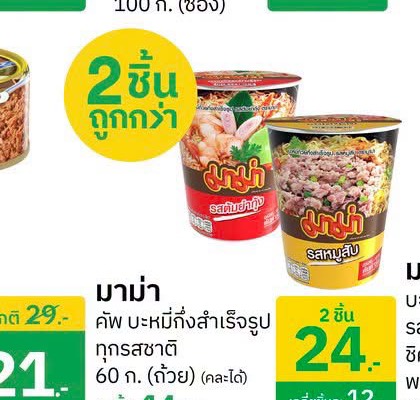 100 ก. (ซอง)
2 ชิ้น
ถูกกว่า
มาม่า
รสต้มยำกุ้ง
มาม่า
รสหมูสับ
มาม่า
คัพ บะหมี่กึ่งสำเร็จรูป
ทุกรสชาติ
60 ก. (ถ้วย) (คละได้)
29.-
21.-
2 ชิ้น
24.-
12